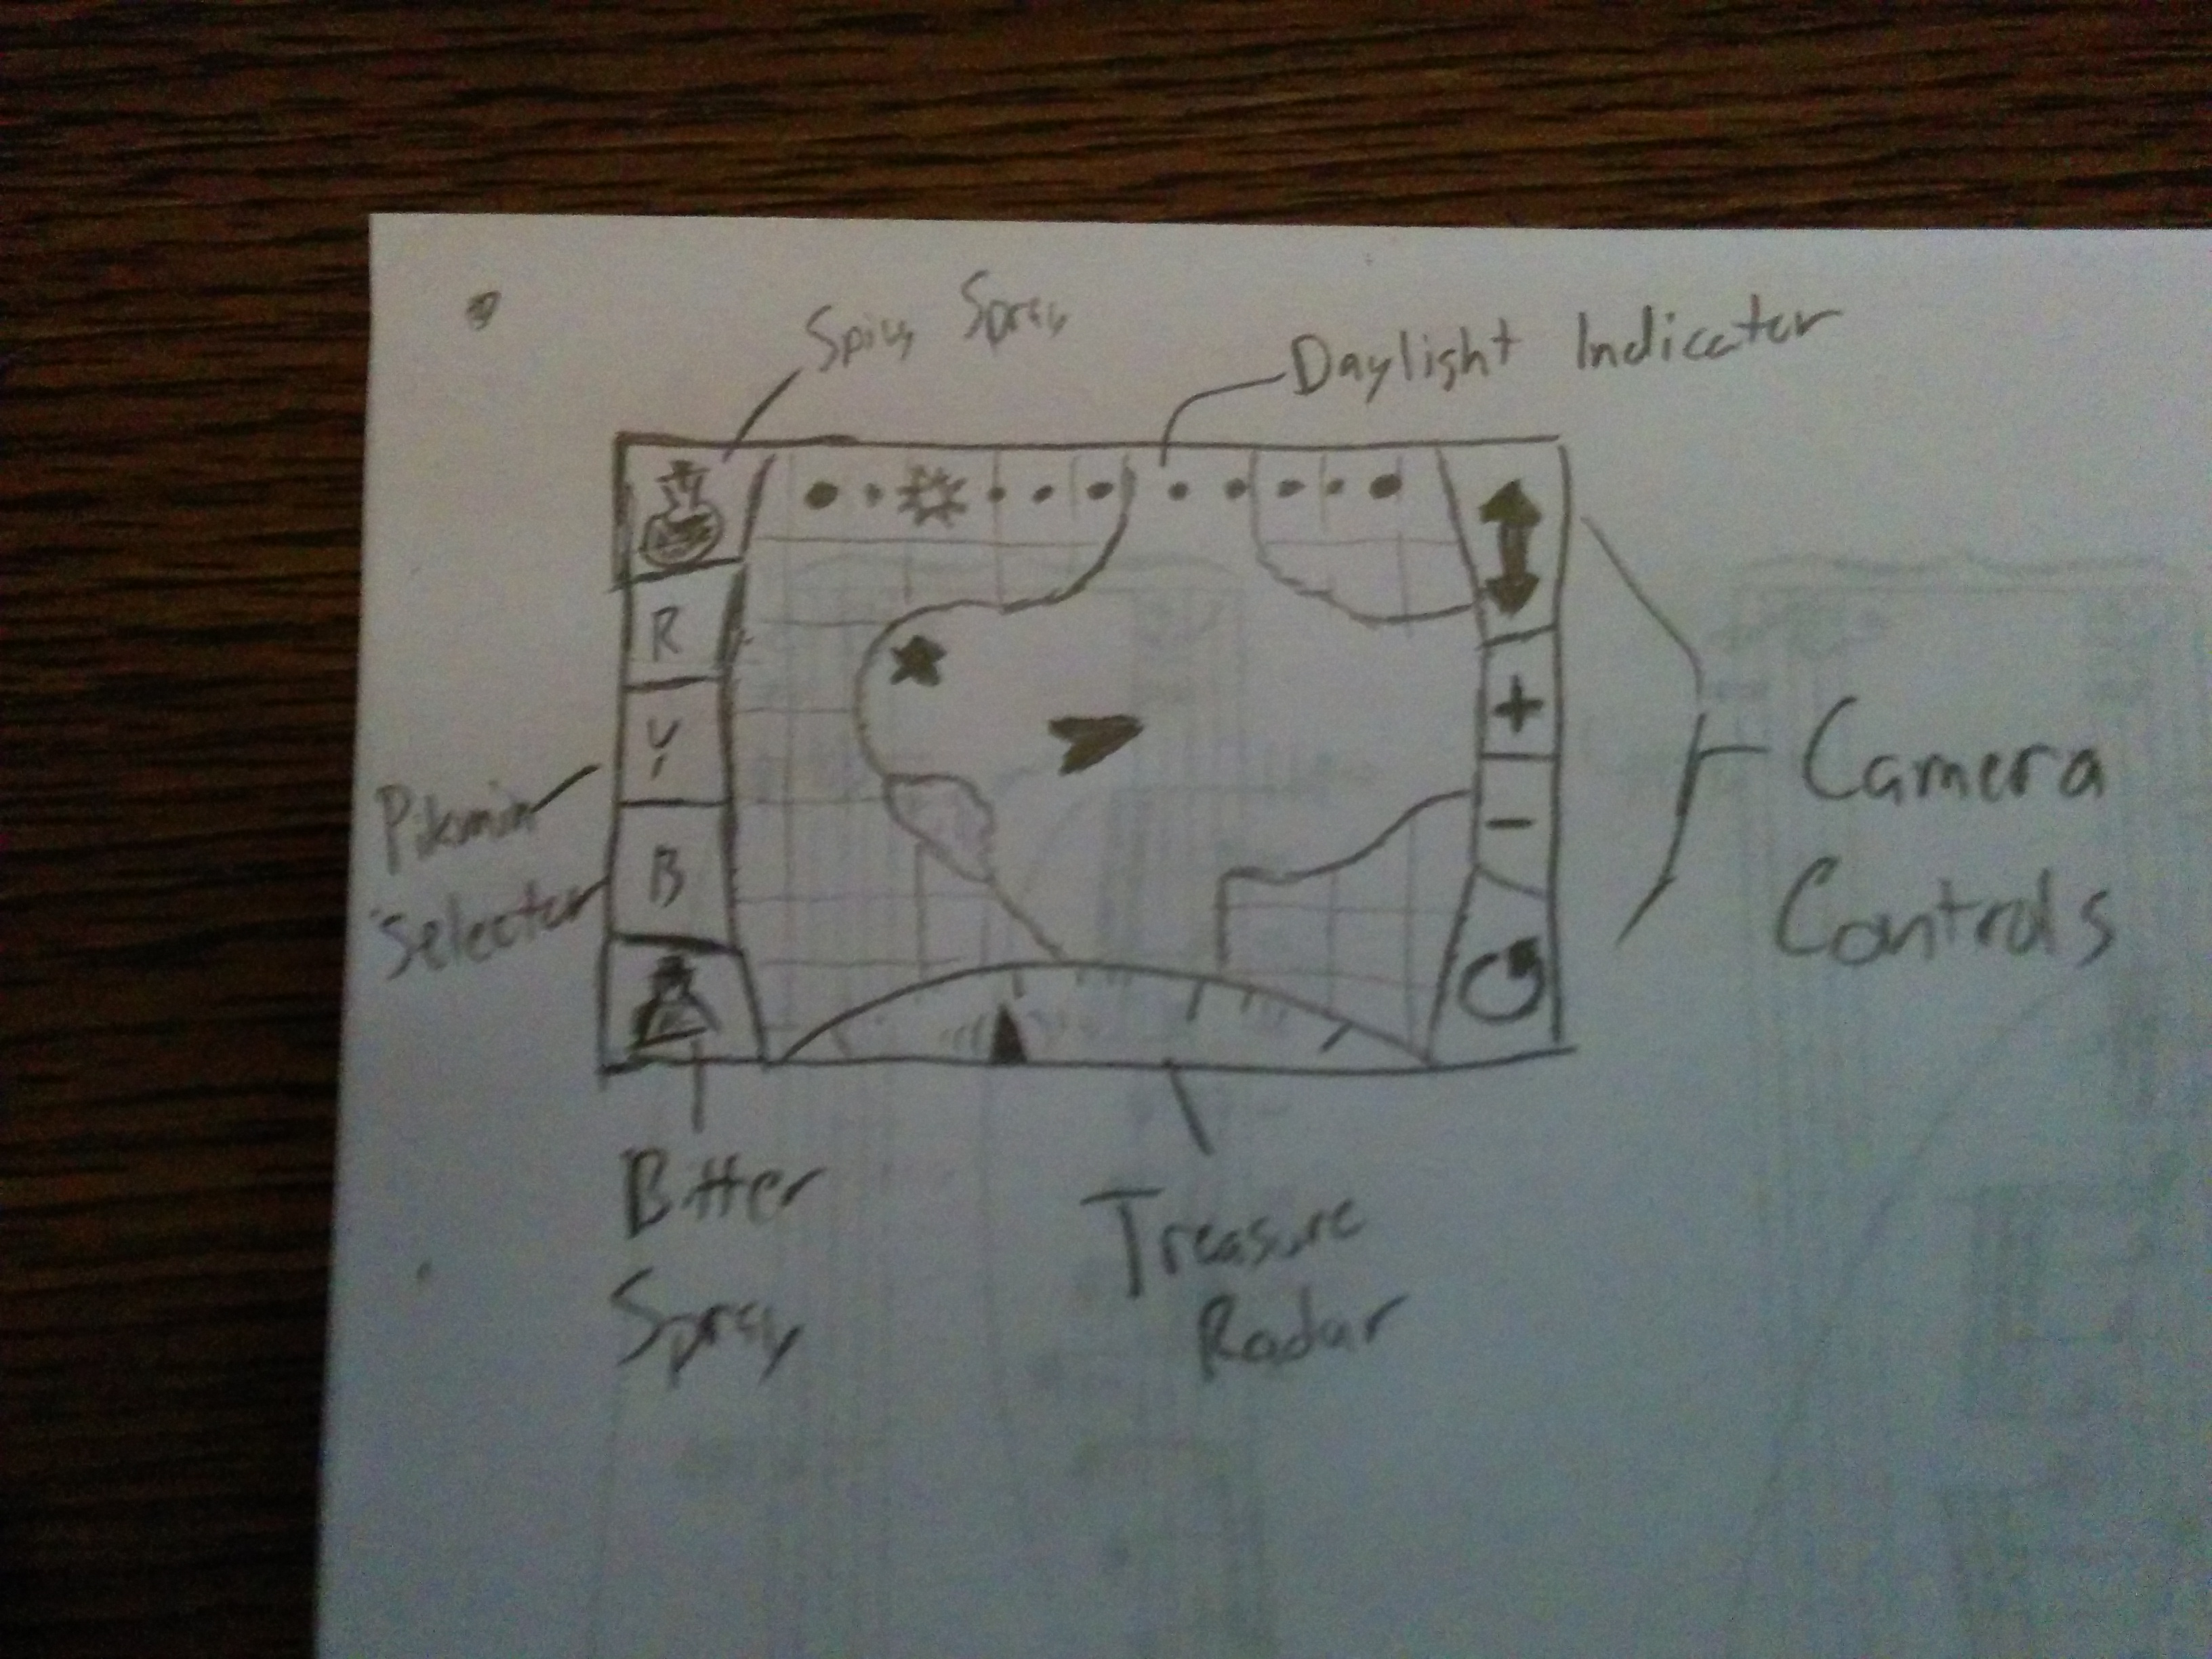 Spicy Spray
Daylight Indicator
R
Y
B
+
-
Pikmin
Selector
Camera
Controls
Bitter
Spray
Treasure
Radar